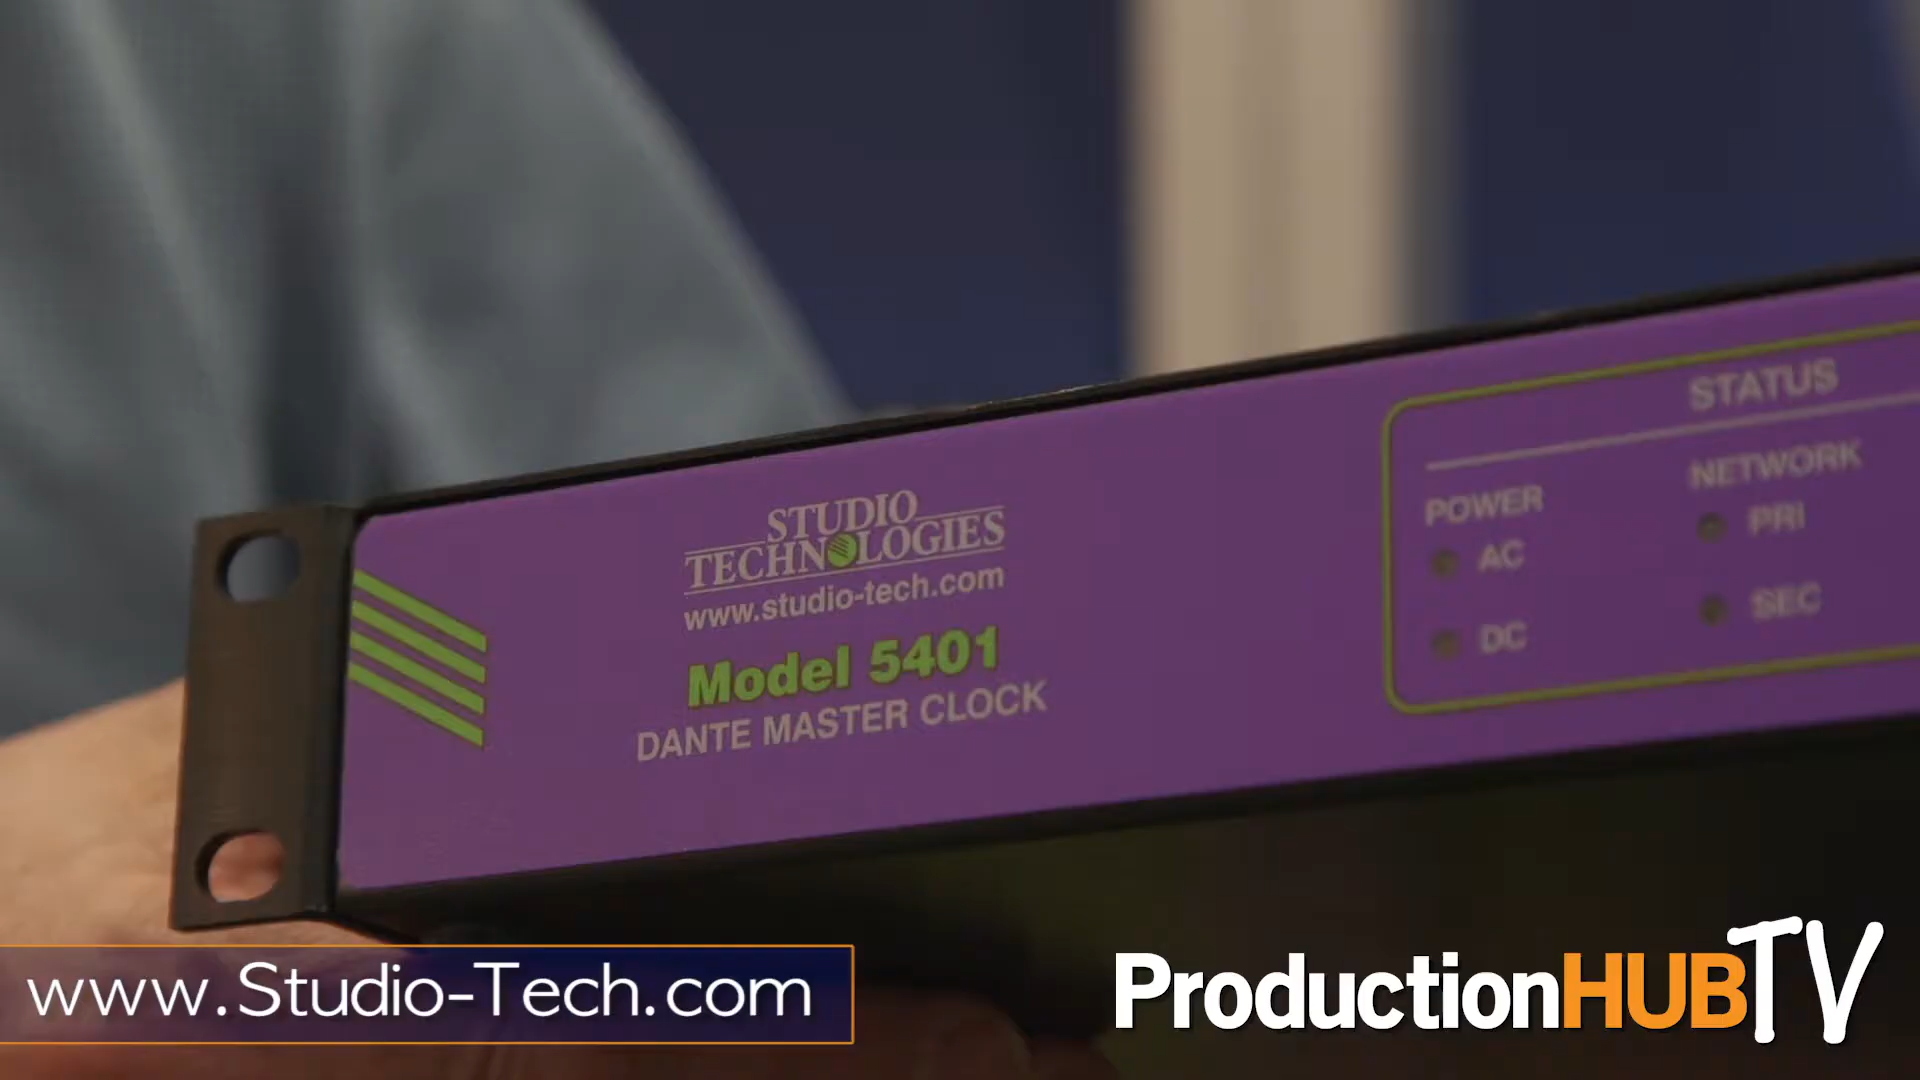 STUDIO
TECHNOLOGIES
www.studio-tech.com
Model 5401
DANTE MASTER CLOCK
STATUS
POWER
NETWORK
AC
PRI
DC
SEC
www.Studio-Tech.com
ProductionHUBTV